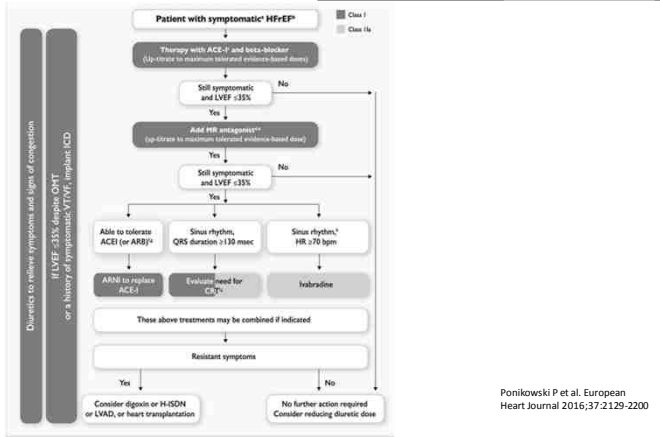 Patient with symptomaticᵃ HFrEFᵇ
Class I
Class IIa
Therapy with ACE-Iᶜ and beta-blocker
(Up-titrate to maximum tolerated evidence-based doses)
Still symptomatic
and LVEF ≤35%
No
Yes
Add MR antagonistᵈ,ᵉ
(up-titrate to maximum tolerated evidence-based dose)
Yes
Still symptomatic
and LVEF ≤35%
No
Yes
Able to tolerate
ACEI (or ARB)
Sinus rhythm,
QRS duration ≥130 msec
Sinus rhythm,
HR ≥70 bpm
ARNI to replace
ACE-I
Evaluate need for
CRT
Ivabradine
These above treatments may be combined if indicated
Resistant symptoms
Yes
No
Consider digoxin or H-ISDN
or LVAD, or heart transplantation
No further action required
Consider reducing diuretic dose
Diuretics to relieve symptoms and signs of congestion
If LVEF ≤35% despite OMT
or a history of symptomatic VT/VF, implant ICD
Ponikowski P et al. European
Heart Journal 2016;37:2129-2200